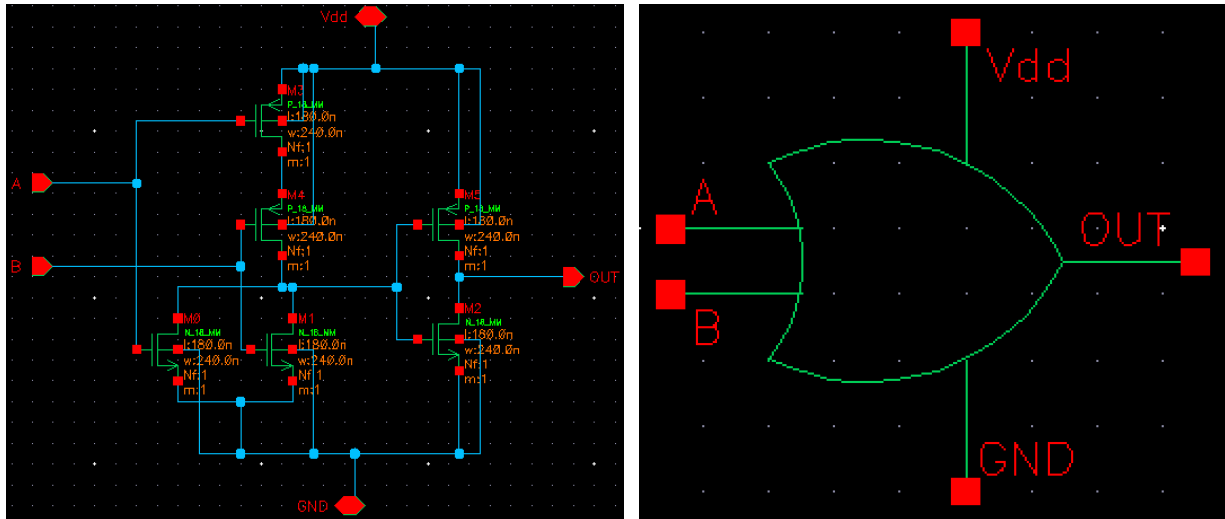 Vdd
M3
P_18_MM
l:180.0n
w:240.0n
Nf:1
m:1
A
M4
P_18_MM
l:180.0n
w:240.0n
Nf:1
m:1
M5
P_18_MM
l:180.0n
w:240.0n
Nf:1
m:1
B
OUT
M0
N_18_MM
l:180.0n
w:240.0n
Nf:1
m:1
M1
N_18_MM
l:180.0n
w:240.0n
Nf:1
m:1
M2
N_18_MM
l:180.0n
w:240.0n
Nf:1
m:1
GND
Vdd
A
OUT
B
GND